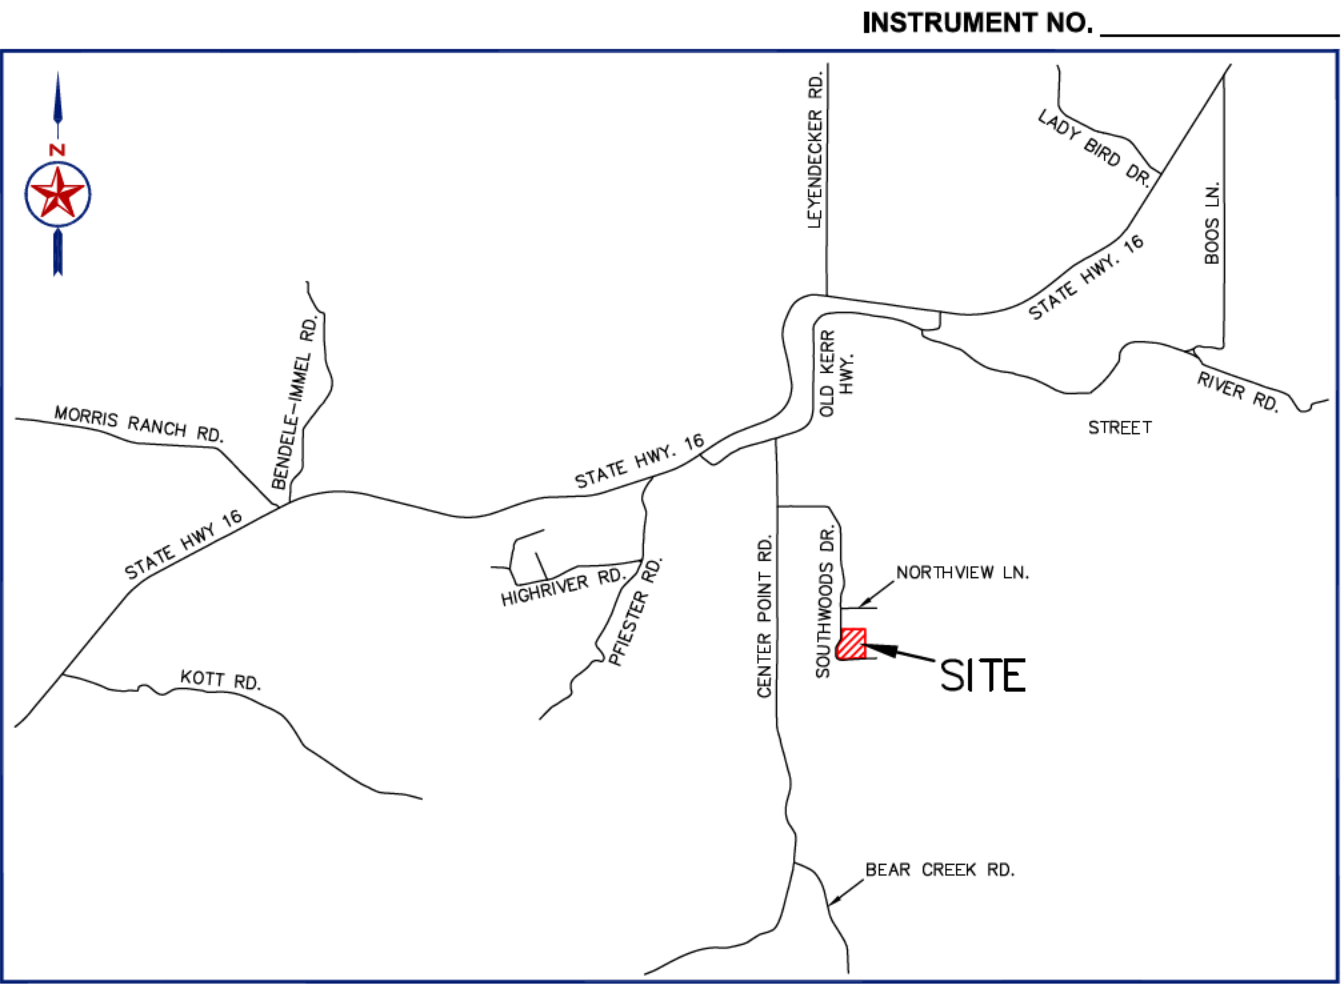 INSTRUMENT NO.
N
LEYENDECKER RD.
LADY BIRD DR.
BOOS LN.
STATE HWY. 16
BENDELE-IMMEL RD.
OLD KERR
HWY.
RIVER RD.
MORRIS RANCH RD.
STREET
STATE HWY. 16
STATE HWY 16
HIGHRIVER RD.
PFIESTER RD.
CENTER POINT RD.
SOUTHWOODS DR.
NORTHVIEW LN.
SITE
KOTT RD.
BEAR CREEK RD.